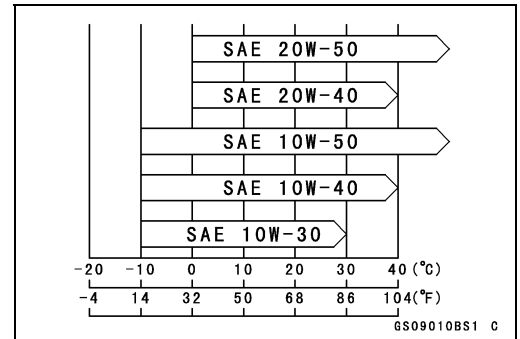 SAE 20W-50
SAE 20W-40
SAE 10W-50
SAE 10W-40
SAE 10W-30
-20 -10 0 10 20 30 40 (°C)
-4 14 32 50 68 86 104(°F)
GS09010BS1 C